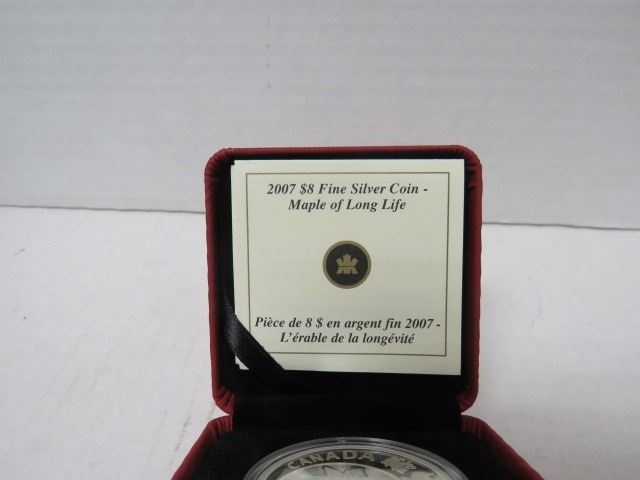 2007 $8 Fine Silver Coin -
Maple of Long Life
Pièce de 8 $ en argent fin 2007 -
L'érable de la longévité
CANADA